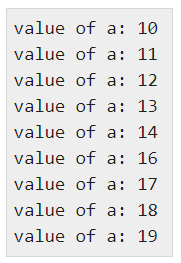 value of a: 10
value of a: 11
value of a: 12
value of a: 13
value of a: 14
value of a: 16
value of a: 17
value of a: 18
value of a: 19